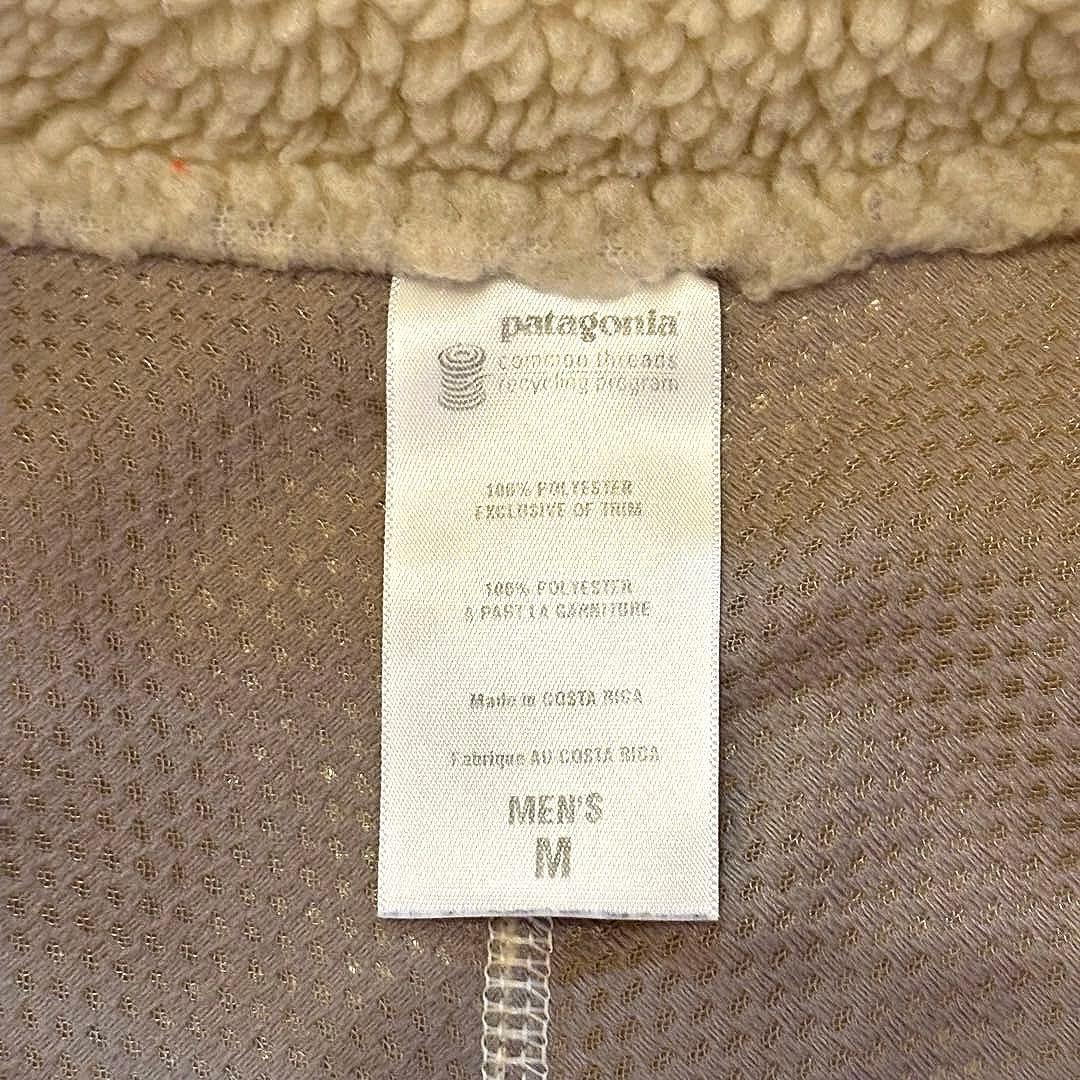 patagonia
common threads
recycling program
100% POLYESTER
EXCLUSIVE OF TRIM
100% POLYESTER
À PART LA GARNITURE
Made in COSTA RICA
Fabrique AU COSTA RICA
MEN'S
M